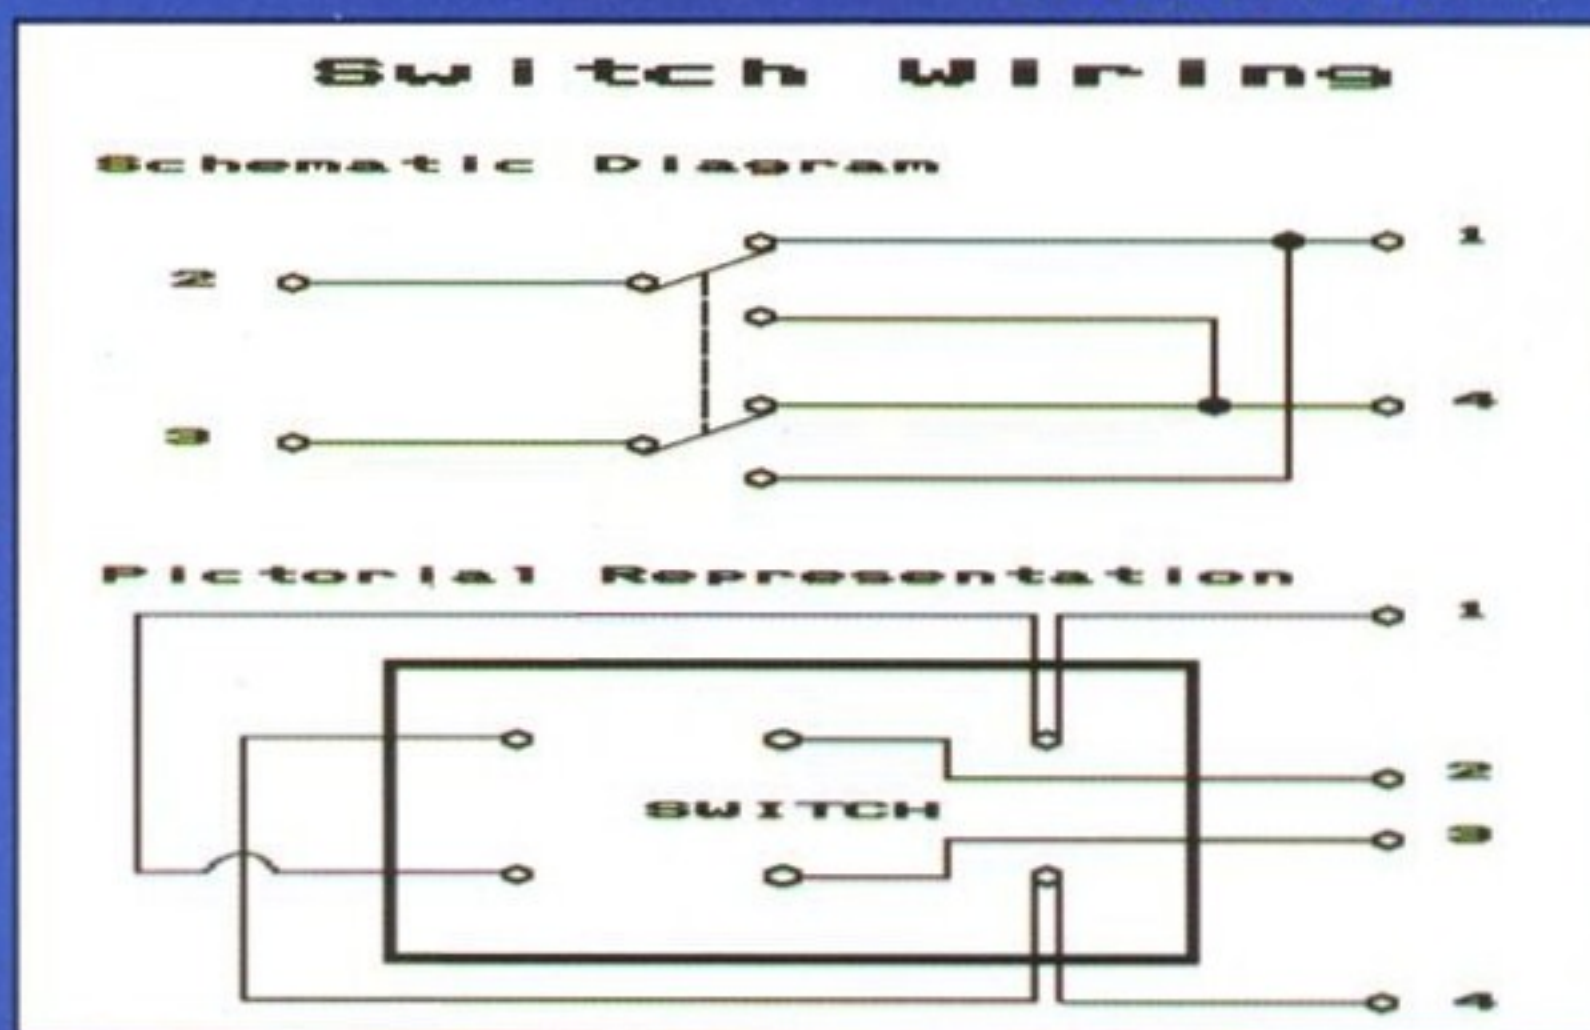 Switch Wiring
Schematic Diagram
1
2
4
3
Pictorial Representation
1
2
SWITCH
3
4